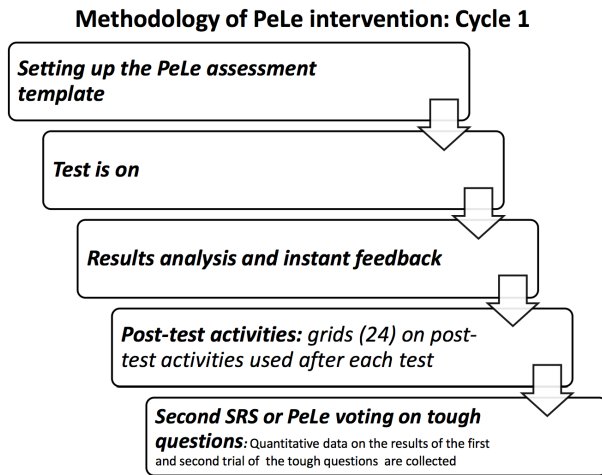 Methodology of PeLe intervention: Cycle 1
Setting up the PeLe assessment
template
Test is on
Results analysis and instant feedback
Post-test activities: grids (24) on post-
test activities used after each test
Second SRS or PeLe voting on tough
questions: Quantitative data on the results of the first
and second trial of the tough questions are collected